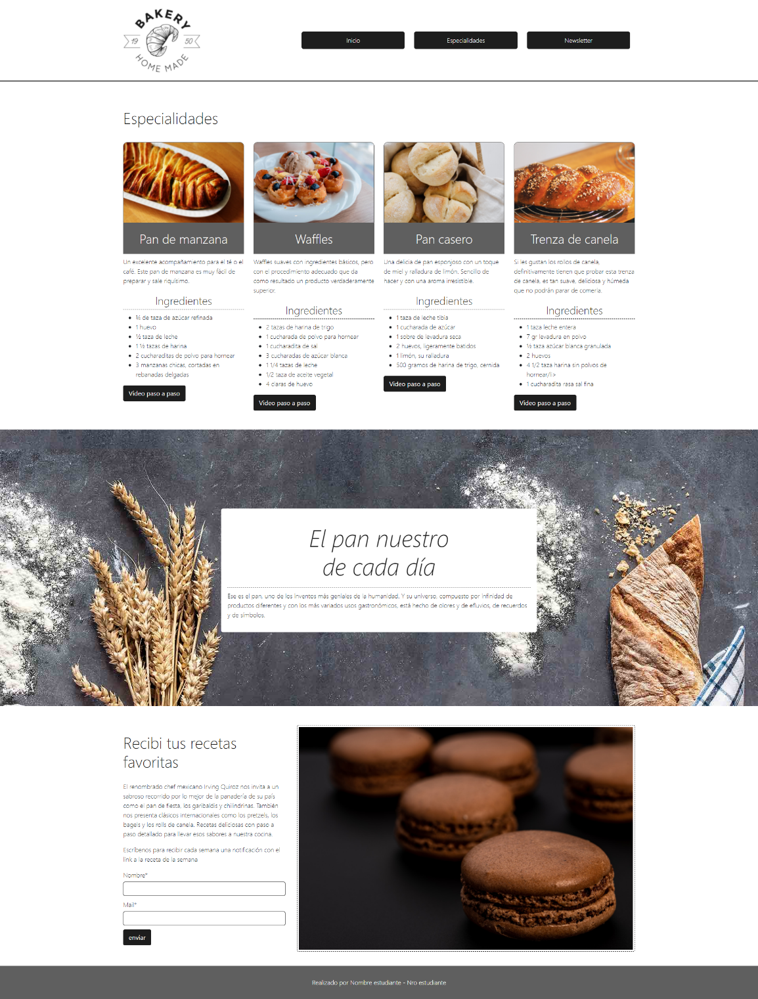 BAKERY
19 50
HOME MADE
Inicio
Especialidades
Newsletter
Especialidades
Pan de manzana
Un excelente acompañamiento para el té o el
café. Este pan de manzana es muy fácil de
preparar y sale riquísimo.
Ingredientes
¾ de taza de azúcar refinada
1 huevo
½ taza de leche
1 ½ tazas de harina
2 cucharaditas de polvo para hornear
3 manzanas chicas, cortadas en
rebanadas delgadas
Video paso a paso
Waffles
Waffles suaves con ingredientes básicos, pero
con el procedimiento adecuado que da
como resultado un producto verdaderamente
superior.
Ingredientes
2 tazas de harina de trigo
1 cucharada de polvo para hornear
1 cucharadita de sal
3 cucharadas de azúcar blanca
1 1/4 tazas de leche
1/2 taza de aceite vegetal
4 claras de huevo
Video paso a paso
Pan casero
Una delicia de pan esponjoso con un toque
de miel y ralladura de limón. Sencillo de
hacer y con una aroma irresistible.
Ingredientes
1 taza de leche tibia
1 cucharada de azúcar
1 sobre de levadura seca
2 huevos, ligeramente batidos
1 limón, su ralladura
500 gramos de harina de trigo, cernida
Video paso a paso
Trenza de canela
Si les gustan los rollos de canela,
definitivamente tienen que probar esta trenza
de canela, es tan suave, deliciosa y húmeda
que no podrán parar de comerla.
Ingredientes
1 taza leche entera
7 gr levadura en polvo
½ taza azúcar blanca granulada
2 huevos
4 1/2 taza harina sin polvos de
hornear/li>
1 cucharadita rasa sal fina
Video paso a paso
El pan nuestro
de cada día
Ese es el pan, uno de los inventos más geniales de la humanidad. Y su universo, compuesto por infinidad de
productos diferentes y con los más variados usos gastronómicos, está hecho de olores y de efluvios, de recuerdos
y de símbolos.
Recibi tus recetas
favoritas
El renombrado chef mexicano Irving Quiroz nos invita a un
sabroso recorrido por lo mejor de la panadería de su país
como el pan de fiesta, los garibaldis y chilindrinas. También
nos presenta clásicos internacionales como los pretzels, los
bagels y los rolls de canela. Recetas deliciosas con paso a
paso detallado para llevar esos sabores a nuestra cocina.
Escríbenos para recibir cada semana una notificación con el
link a la receta de la semana
Nombre*
Mail*
enviar
Realizado por Nombre estudiante - Nro estudiante